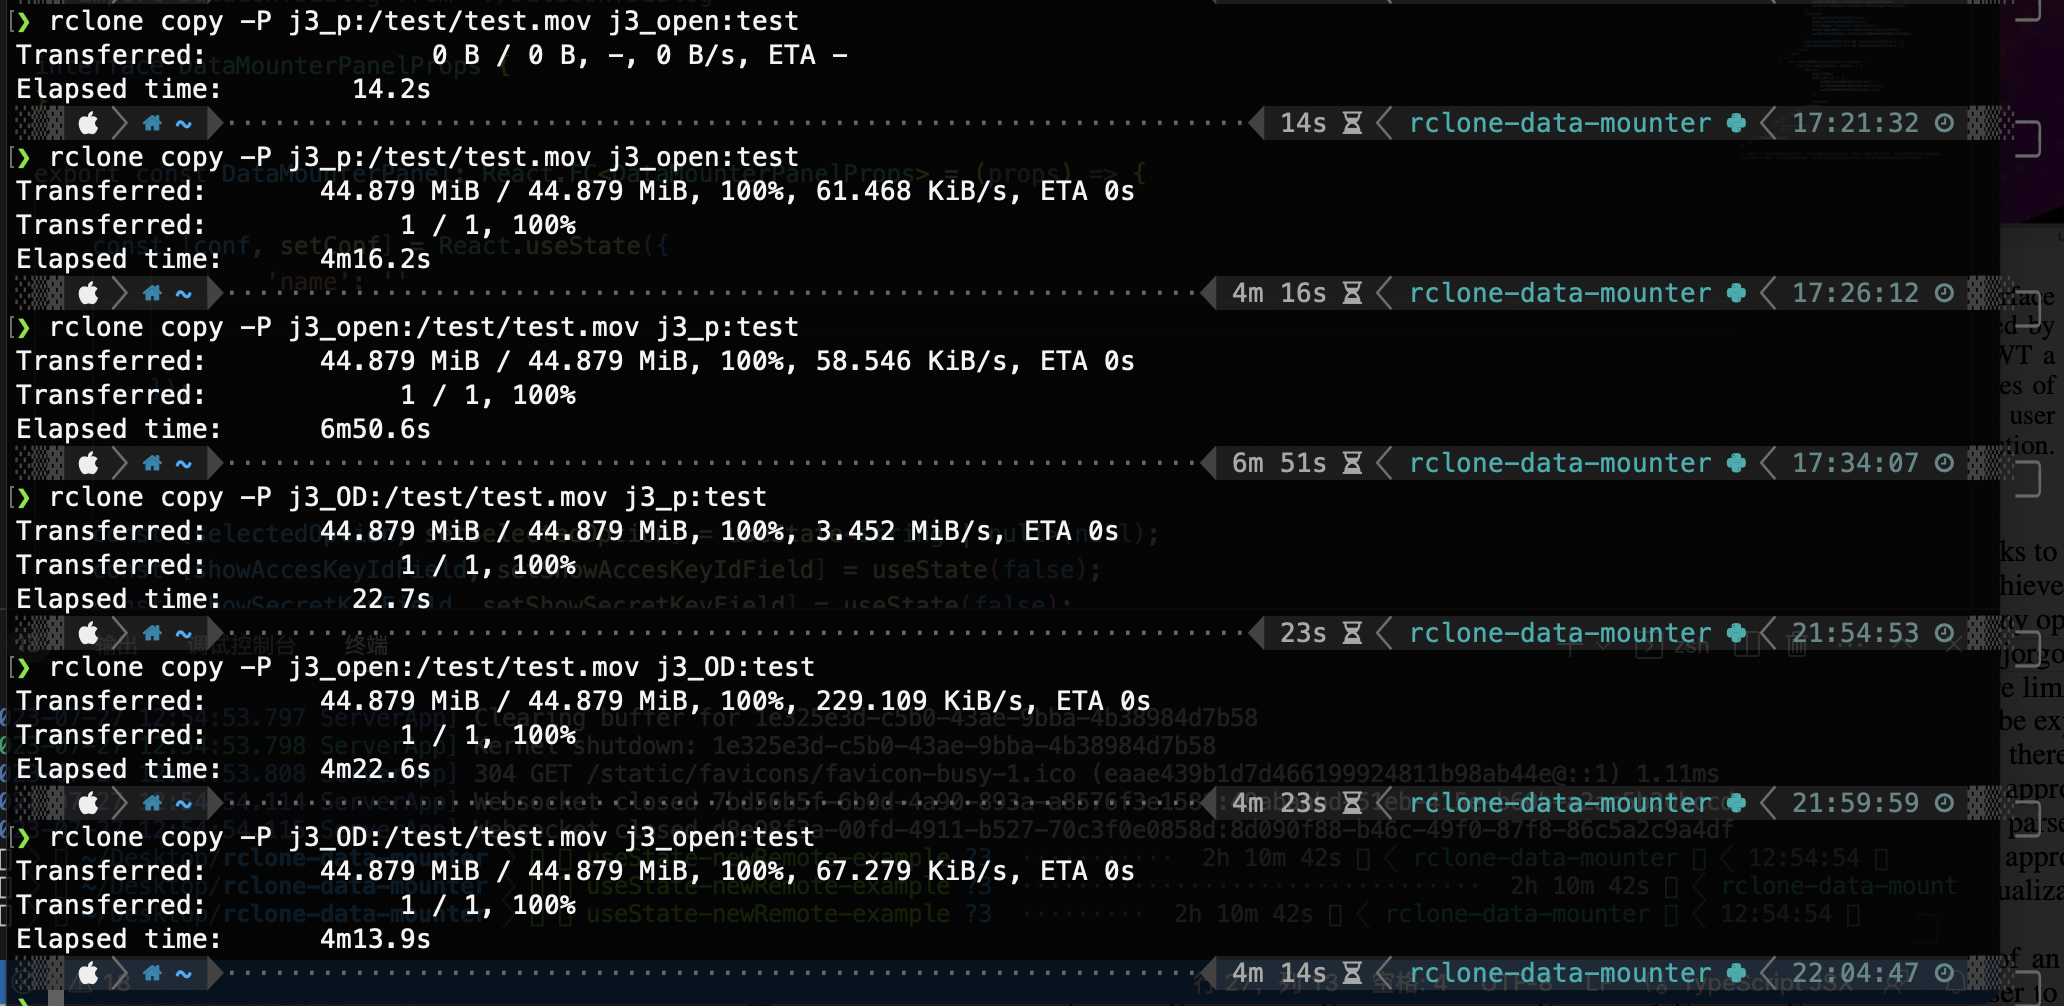 ❯ rclone copy -P j3_p:/test/test.mov j3_open:test
Transferred: 0 B / 0 B, -, 0 B/s, ETA -
Elapsed time: 14.2s
~ 14s rclone-data-mounter 17:21:32
❯ rclone copy -P j3_p:/test/test.mov j3_open:test
Transferred: 44.879 MiB / 44.879 MiB, 100%, 61.468 KiB/s, ETA 0s
Transferred: 1 / 1, 100%
Elapsed time: 4m16.2s
~ 4m 16s rclone-data-mounter 17:26:12
❯ rclone copy -P j3_open:/test/test.mov j3_p:test
Transferred: 44.879 MiB / 44.879 MiB, 100%, 58.546 KiB/s, ETA 0s
Transferred: 1 / 1, 100%
Elapsed time: 6m50.6s
~ 6m 51s rclone-data-mounter 17:34:07
❯ rclone copy -P j3_OD:/test/test.mov j3_p:test
Transferred: 44.879 MiB / 44.879 MiB, 100%, 3.452 MiB/s, ETA 0s
Transferred: 1 / 1, 100%
Elapsed time: 22.7s
~ 23s rclone-data-mounter 21:54:53
❯ rclone copy -P j3_open:/test/test.mov j3_OD:test
Transferred: 44.879 MiB / 44.879 MiB, 100%, 229.109 KiB/s, ETA 0s
Transferred: 1 / 1, 100%
Elapsed time: 4m22.6s
~ 4m 23s rclone-data-mounter 21:59:59
❯ rclone copy -P j3_OD:/test/test.mov j3_open:test
Transferred: 44.879 MiB / 44.879 MiB, 100%, 67.279 KiB/s, ETA 0s
Transferred: 1 / 1, 100%
Elapsed time: 4m13.9s
~ 4m 14s rclone-data-mounter 22:04:47